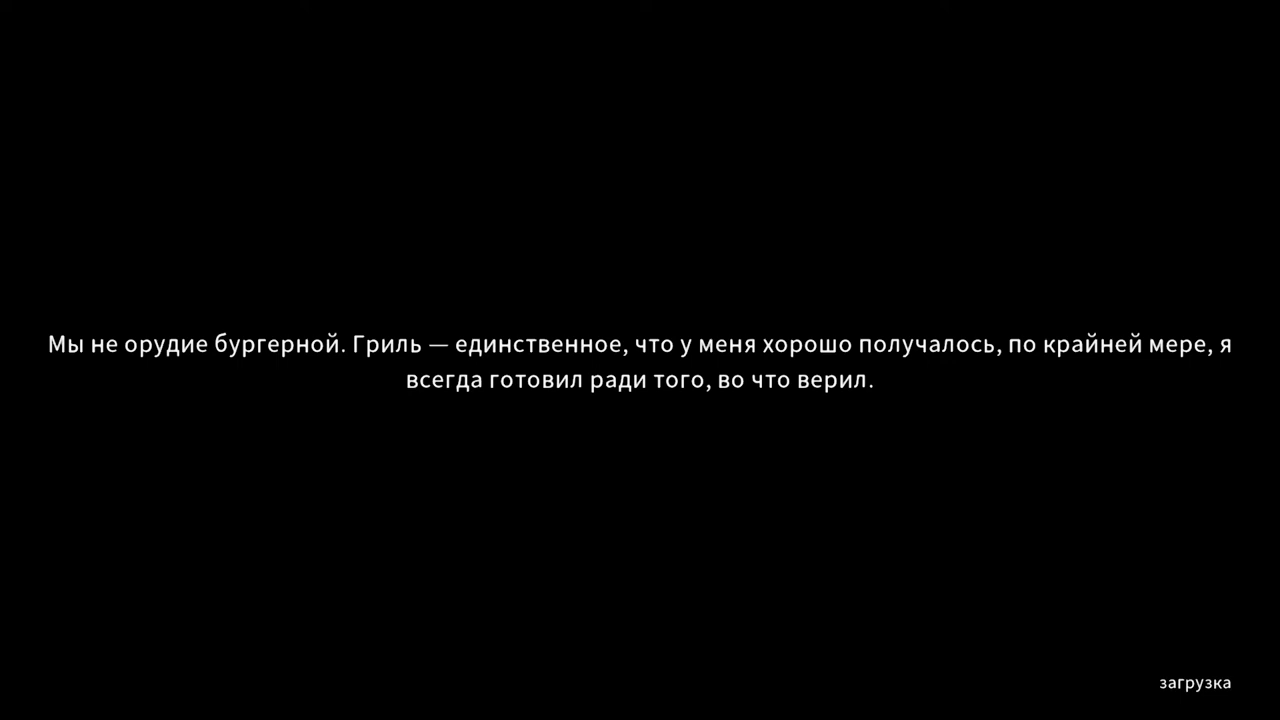 Мы не орудие бургерной. Гриль — единственное, что у меня хорошо получалось, по крайней мере, я
всегда готовил ради того, во что верил.
загрузка